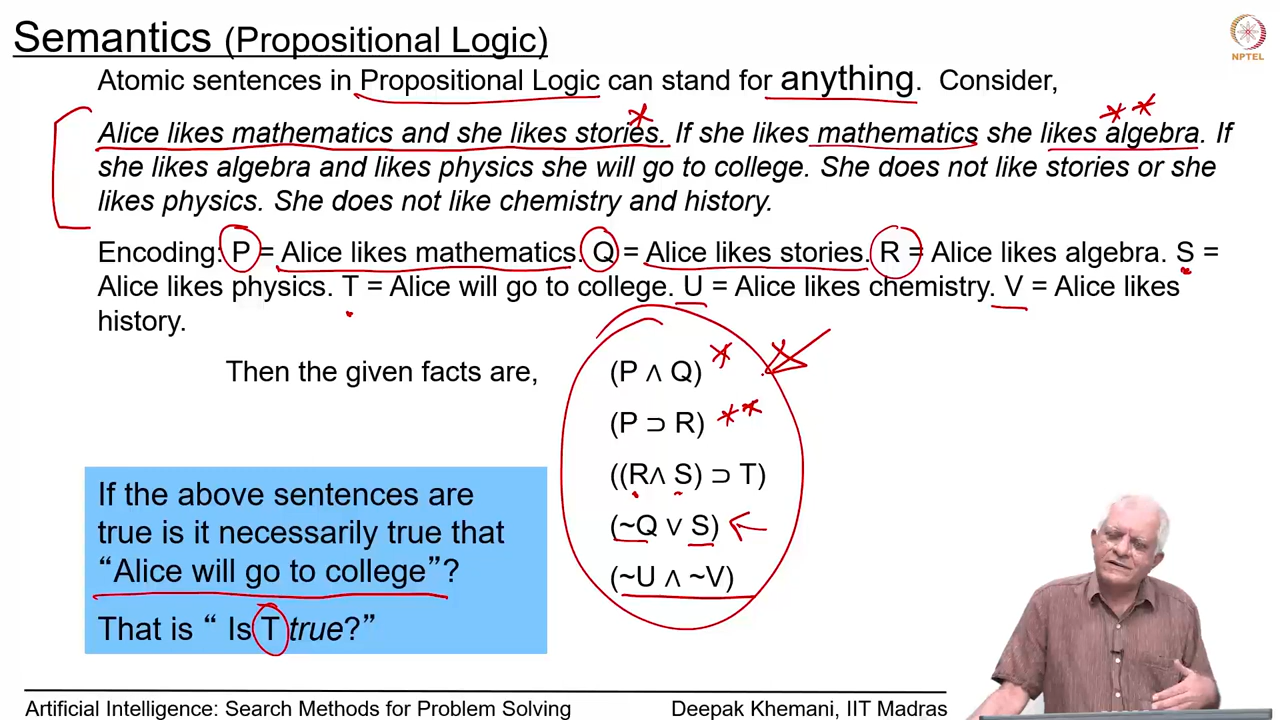 Semantics (Propositional Logic)
NPTEL
Atomic sentences in Propositional Logic can stand for anything. Consider,
Alice likes mathematics and she likes stories. If she likes mathematics she likes algebra. If
she likes algebra and likes physics she will go to college. She does not like stories or she
likes physics. She does not like chemistry and history.
Encoding: P = Alice likes mathematics. Q = Alice likes stories. R = Alice likes algebra. S =
Alice likes physics. T = Alice will go to college. U = Alice likes chemistry. V = Alice likes
history.
Then the given facts are,
(P ∧ Q)
(P ⊃ R)
((R∧ S) ⊃ T)
(~Q ∨ S)
(~U ∧ ~V)
If the above sentences are
true is it necessarily true that
“Alice will go to college”?
That is “ Is T true?”
Artificial Intelligence: Search Methods for Problem Solving
Deepak Khemani, IIT Madras